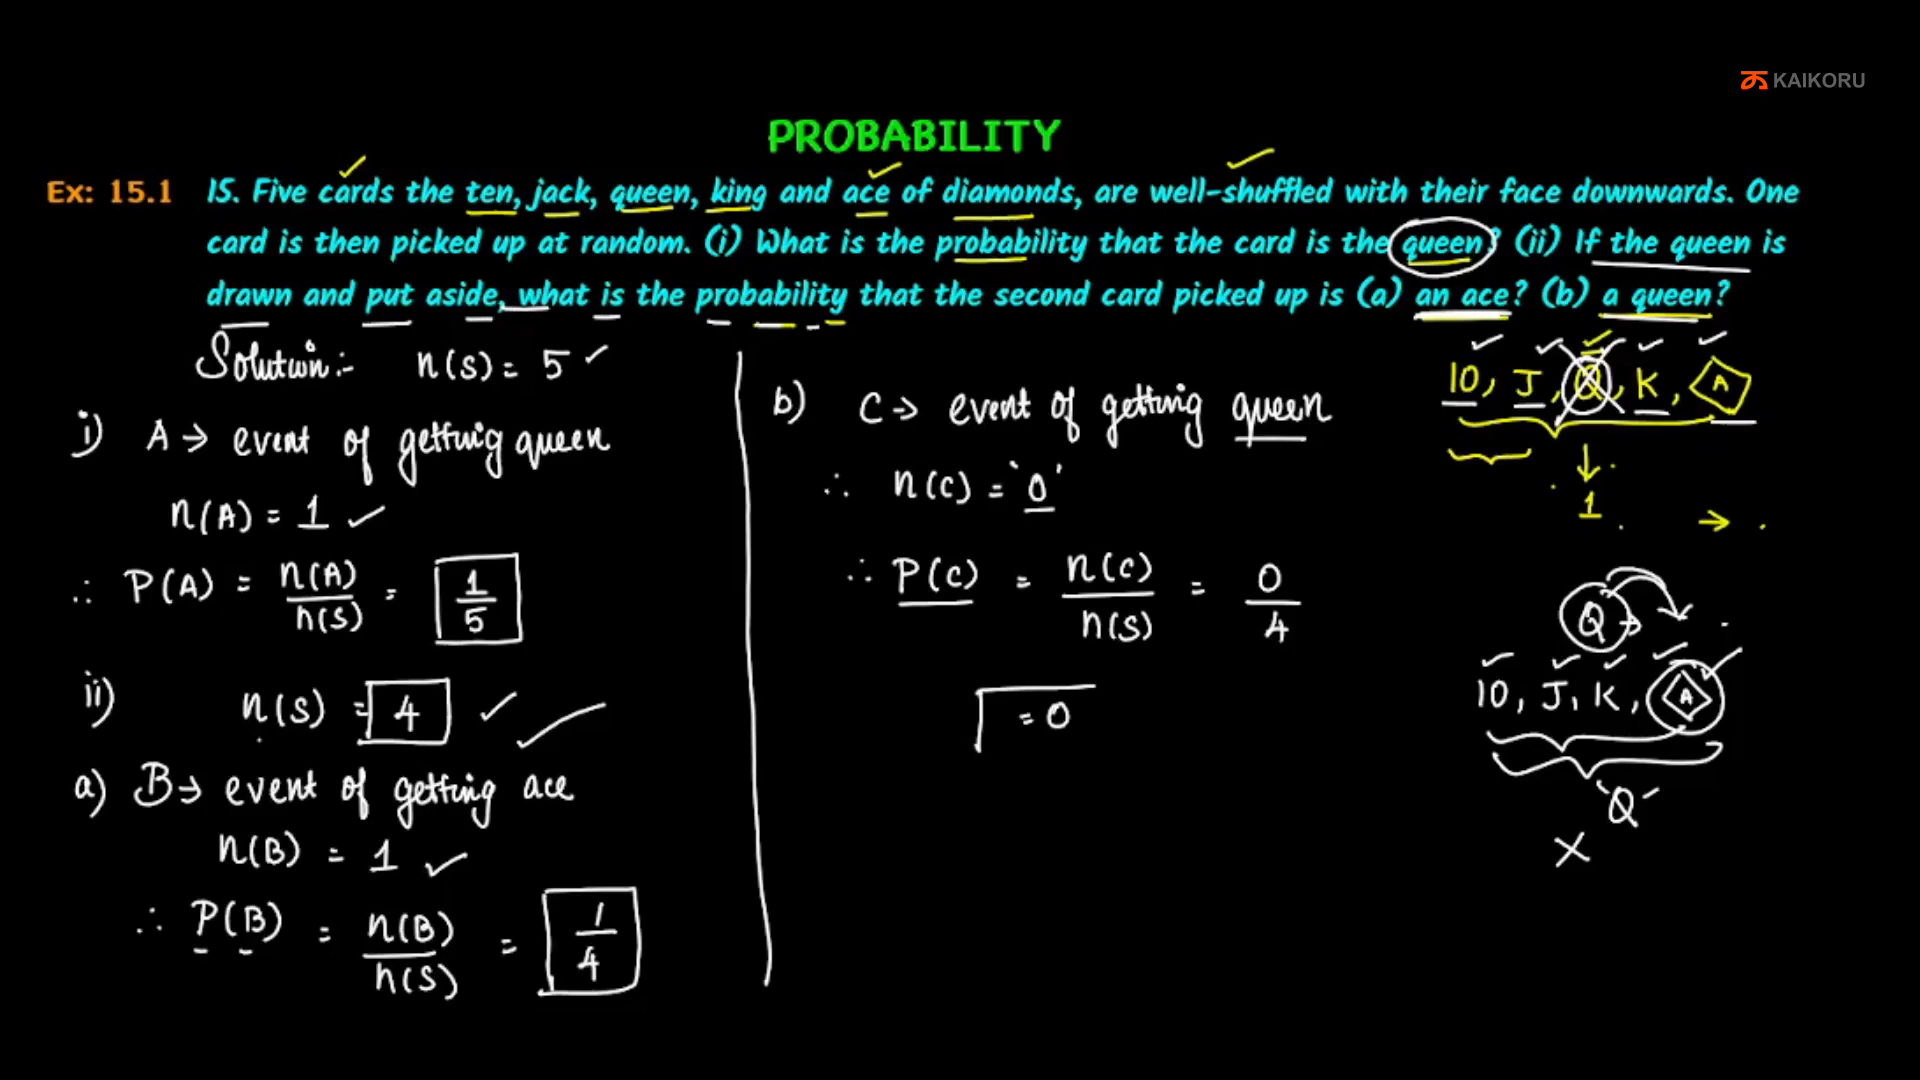 KAIKORU
PROBABILITY
Ex: 15.1 15. Five cards the ten, jack, queen, king and ace of diamonds, are well-shuffled with their face downwards. One
card is then picked up at random. (i) What is the probability that the card is the queen? (ii) If the queen is
drawn and put aside, what is the probability that the second card picked up is (a) an ace? (b) a queen?
Solution:- n(S) = 5 ✓
i) A → event of getting queen
n(A) = 1 ✓
∴ P(A) = n(A)/n(S) = 1/5
ii) n(S) = 4 ✓
a) B → event of getting ace
n(B) = 1 ✓
∴ P(B) = n(B)/n(S) = 1/4
b) C → event of getting queen
∴ n(C) = '0'
∴ P(C) = n(C)/n(S) = 0/4
= 0
10, J, Q, K, A
↓
1 →
Q →
10, J, K, A
'Q'
X